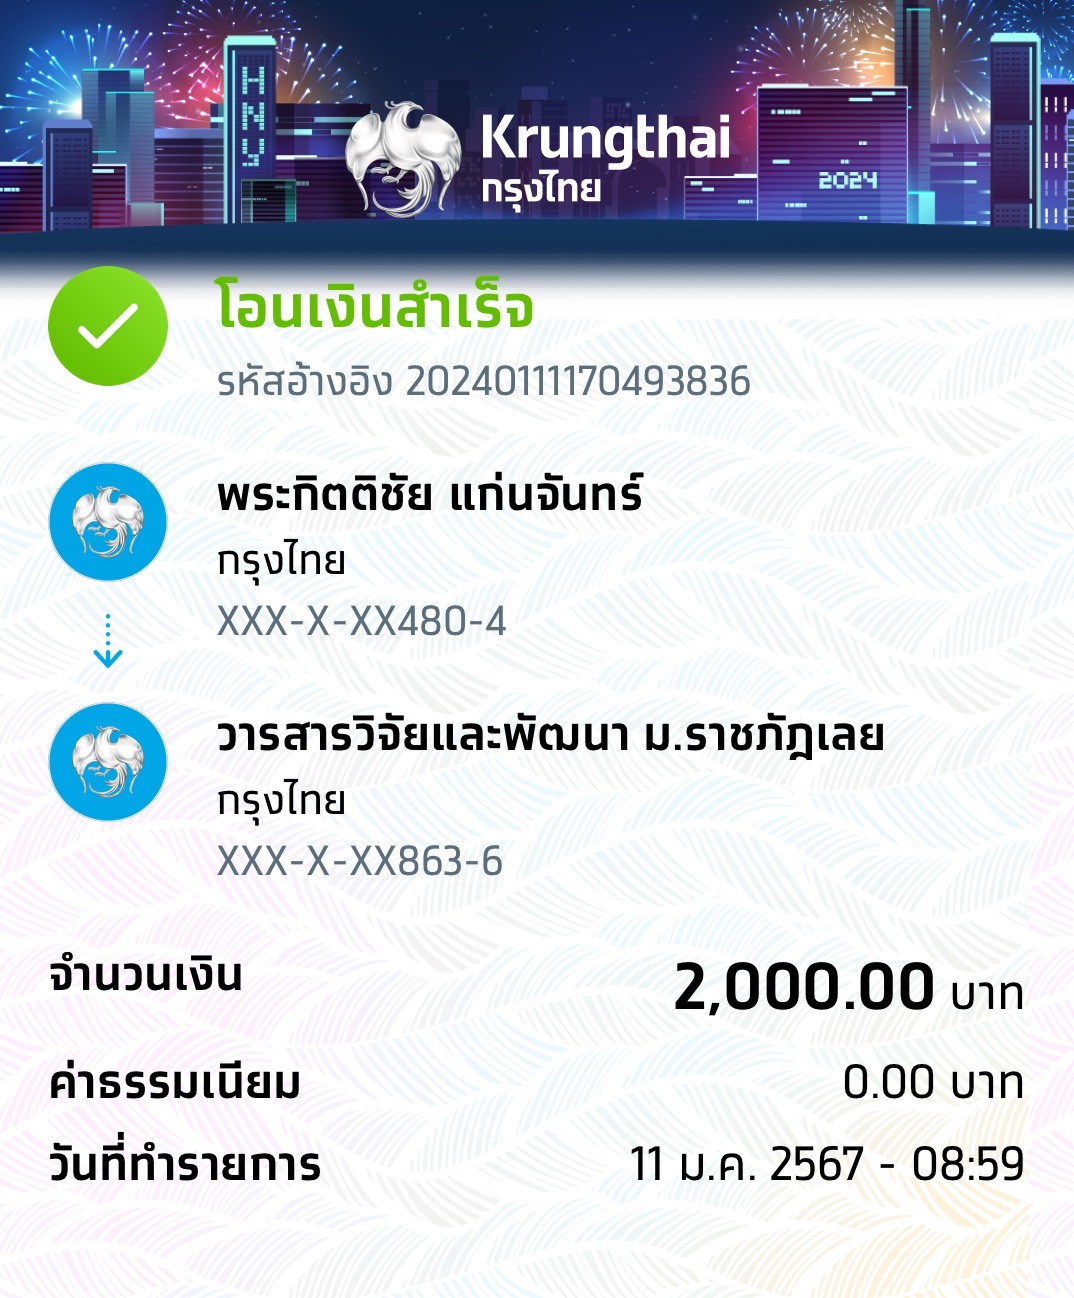 HNY
Krungthai
กรุงไทย
2024
โอนเงินสำเร็จ
รหัสอ้างอิง 20240111170493836
พระกิตติชัย แก่นจันทร์
กรุงไทย
XXX-X-XX480-4
วารสารวิจัยและพัฒนา ม.ราชภัฎเลย
กรุงไทย
XXX-X-XX863-6
จำนวนเงิน 2,000.00 บาท
ค่าธรรมเนียม 0.00 บาท
วันที่ทำรายการ 11 ม.ค. 2567 - 08:59